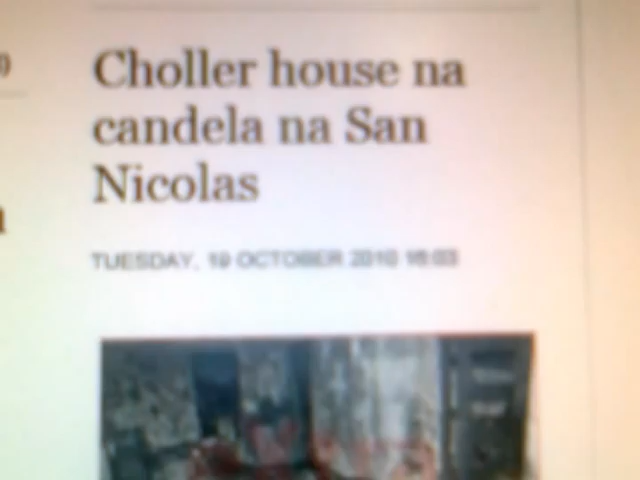 Choller house na
candela na San
Nicolas
TUESDAY, 19 OCTOBER 2010